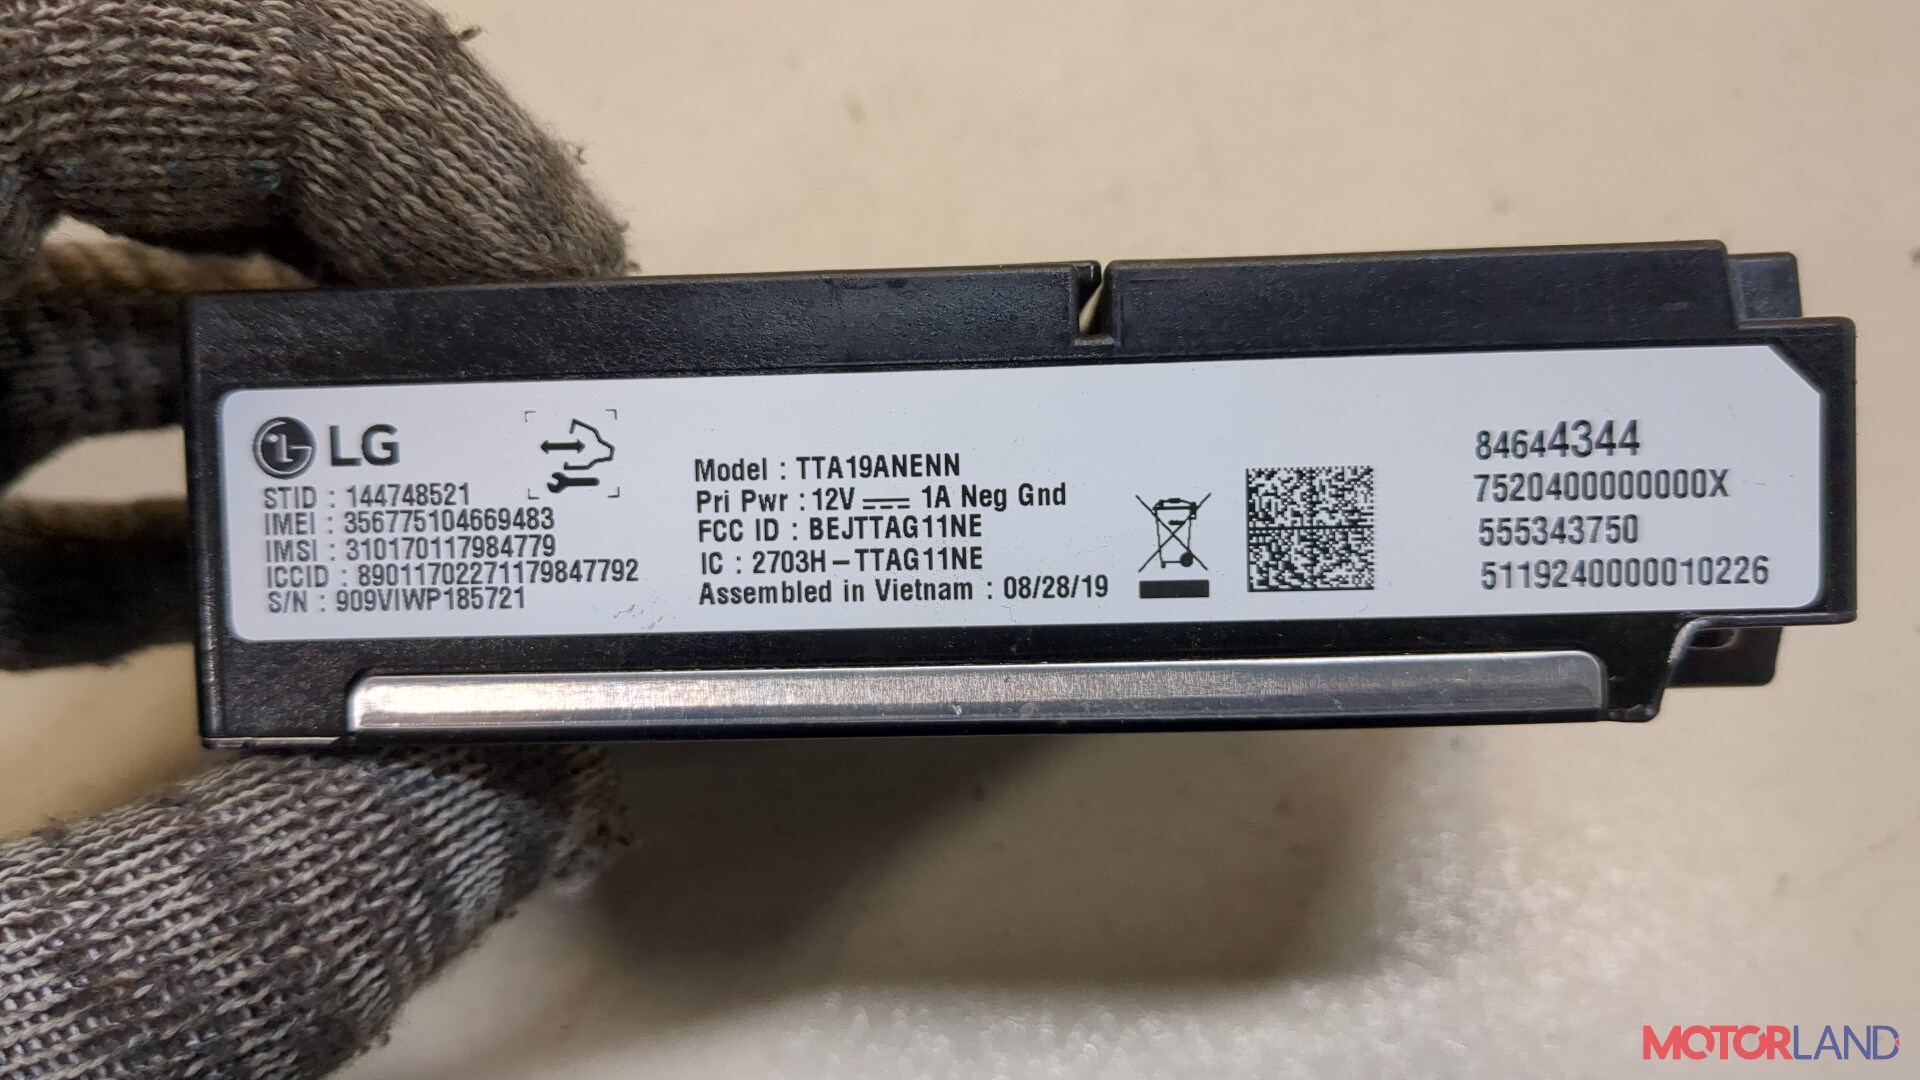 LG
STID : 144748521
IMEI : 356775104669483
IMSI : 310170117984779
ICCID : 89011702271179847792
S/N : 909VIWP185721
Model : TTA19ANENN
Pri Pwr : 12V 1A Neg Gnd
FCC ID : BEJTTAG11NE
IC : 2703H-TTAG11NE
Assembled in Vietnam : 08/28/19
84644344
7520400000000X
555343750
5119240000010226
MOTORLAND